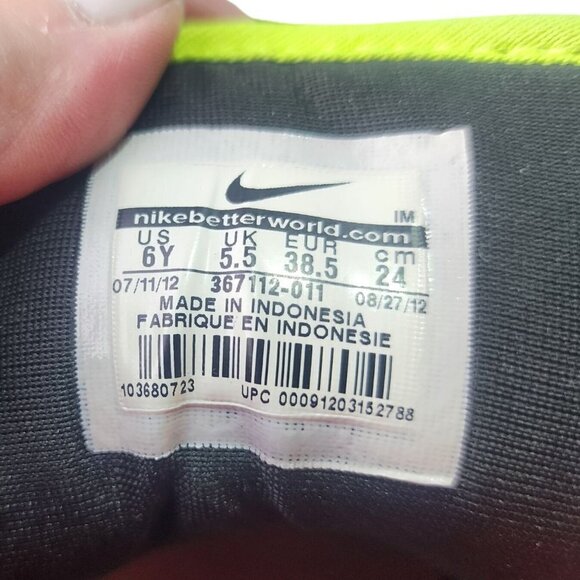 IM
nikebetterworld.com
US UK EUR cm
6Y 5.5 38.5 24
07/11/12 367112-011 08/27/12
MADE IN INDONESIA
FABRIQUE EN INDONESIE
103680723 UPC 00091203152788